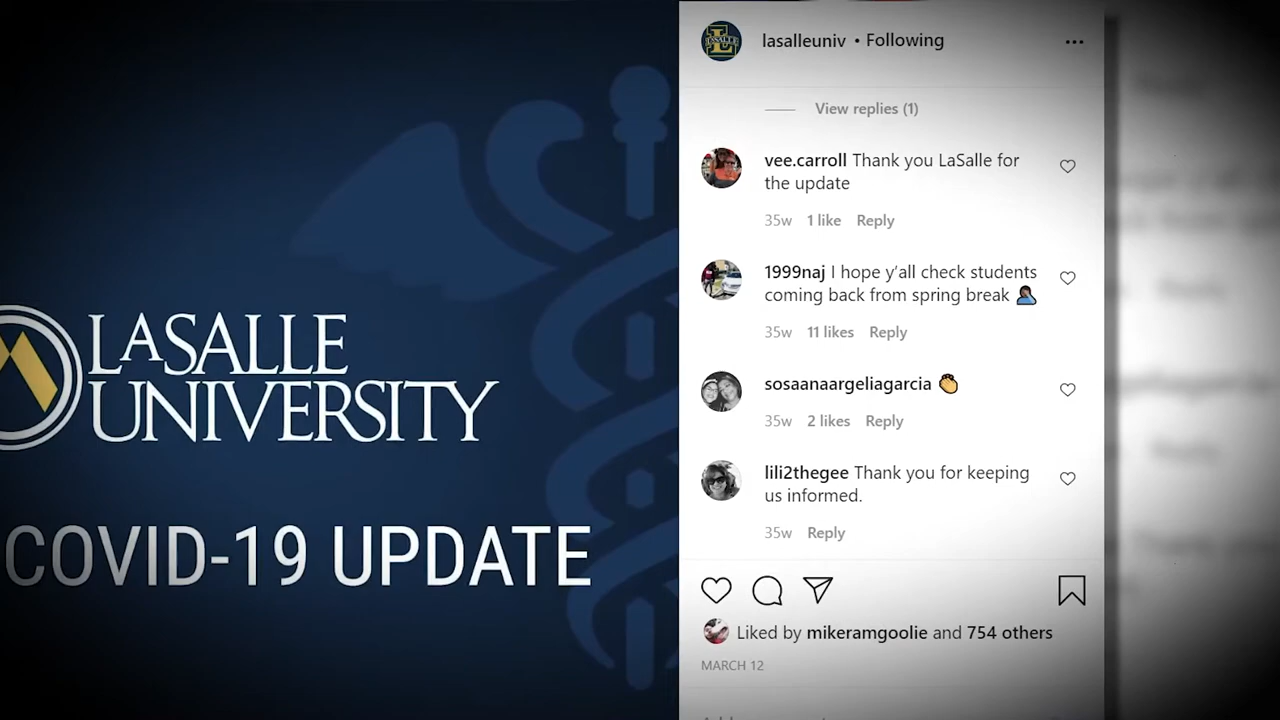 LASALLE
UNIVERSITY
COVID-19 UPDATE
LASALLE
lasalleuniv • Following
View replies (1)
vee.carroll Thank you LaSalle for
the update
35w 1 like Reply
1999naj I hope y'all check students
coming back from spring break 🤦🏾‍♀️
35w 11 likes Reply
sosaanaargeliagarcia 👏
35w 2 likes Reply
lili2thegee Thank you for keeping
us informed.
35w Reply
Liked by mikeramgoolie and 754 others
MARCH 12